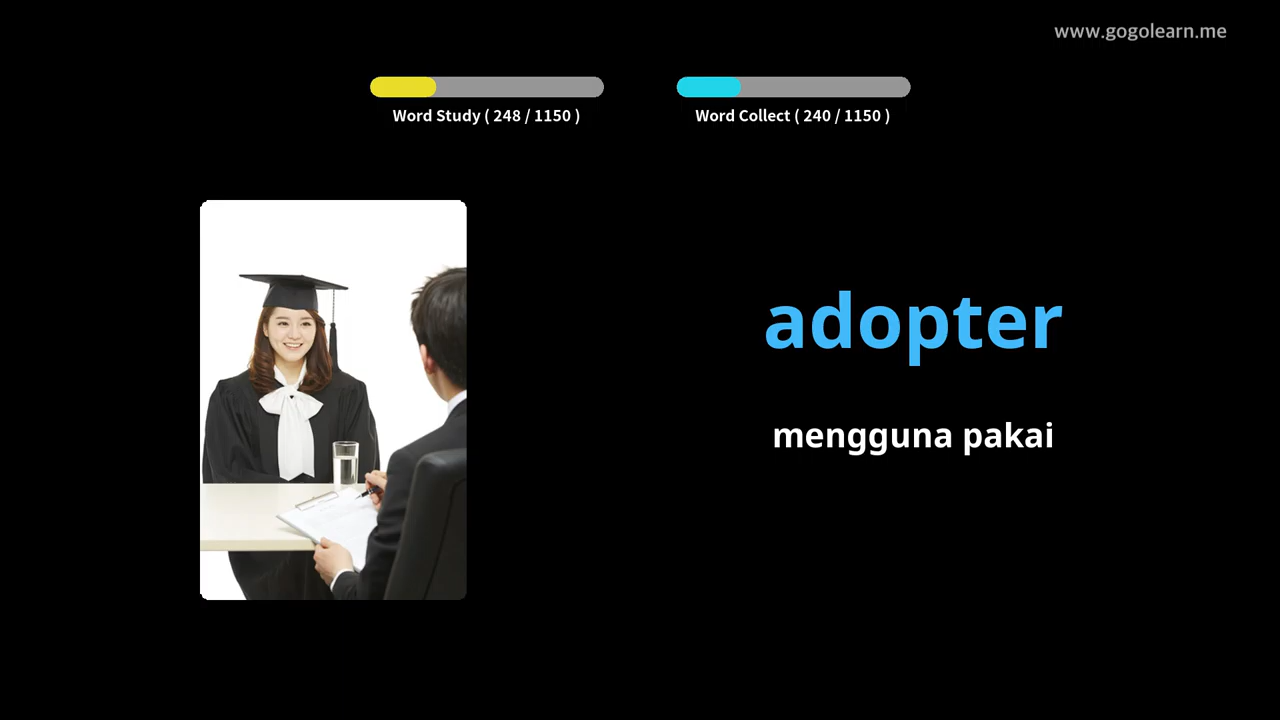 www.gogolearn.me
Word Study ( 248 / 1150 )
Word Collect ( 240 / 1150 )
adopter
mengguna pakai